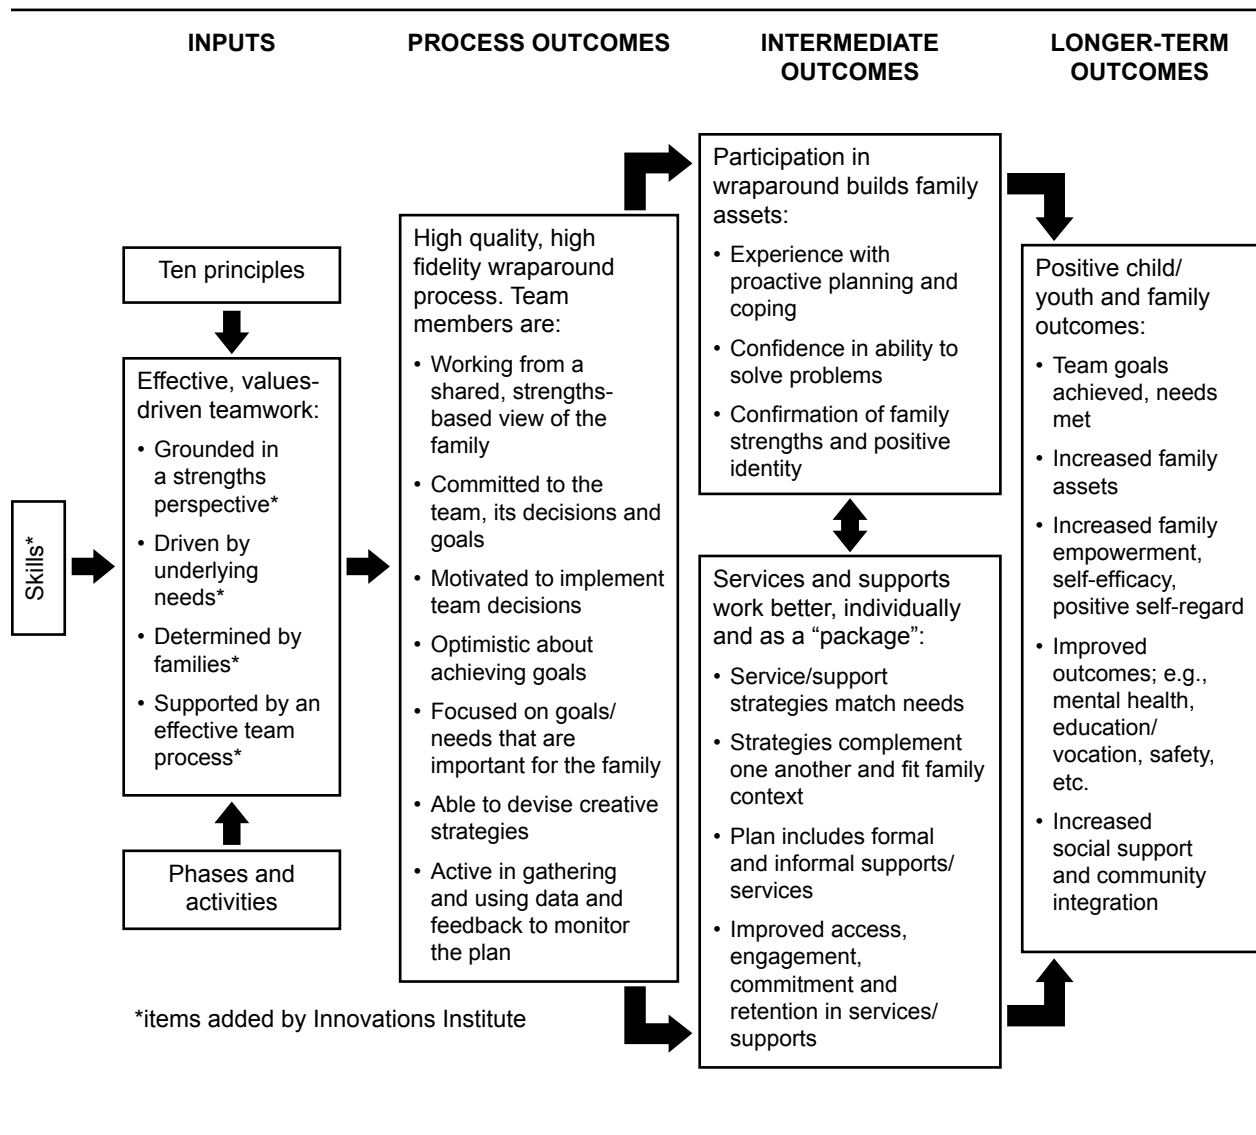 INPUTS
PROCESS OUTCOMES
INTERMEDIATE
OUTCOMES
LONGER-TERM
OUTCOMES
Skills*
Ten principles
Effective, values-
driven teamwork:
• Grounded in
a strengths
perspective*
• Driven by
underlying
needs*
• Determined by
families*
• Supported by an
effective team
process*
Phases and
activities
*items added by Innovations Institute
High quality, high
fidelity wraparound
process. Team
members are:
• Working from a
shared, strengths-
based view of the
family
• Committed to the
team, its decisions and
goals
• Motivated to implement
team decisions
• Optimistic about
achieving goals
• Focused on goals/
needs that are
important for the family
• Able to devise creative
strategies
• Active in gathering
and using data and
feedback to monitor
the plan
Participation in
wraparound builds family
assets:
• Experience with
proactive planning and
coping
• Confidence in ability to
solve problems
• Confirmation of family
strengths and positive
identity
Services and supports
work better, individually
and as a “package”:
• Service/support
strategies match needs
• Strategies complement
one another and fit family
context
• Plan includes formal
and informal supports/
services
• Improved access,
engagement,
commitment and
retention in services/
supports
Positive child/
youth and family
outcomes:
• Team goals
achieved, needs
met
• Increased family
assets
• Increased family
empowerment,
self-efficacy,
positive self-regard
• Improved
outcomes; e.g.,
mental health,
education/
vocation, safety,
etc.
• Increased
social support
and community
integration